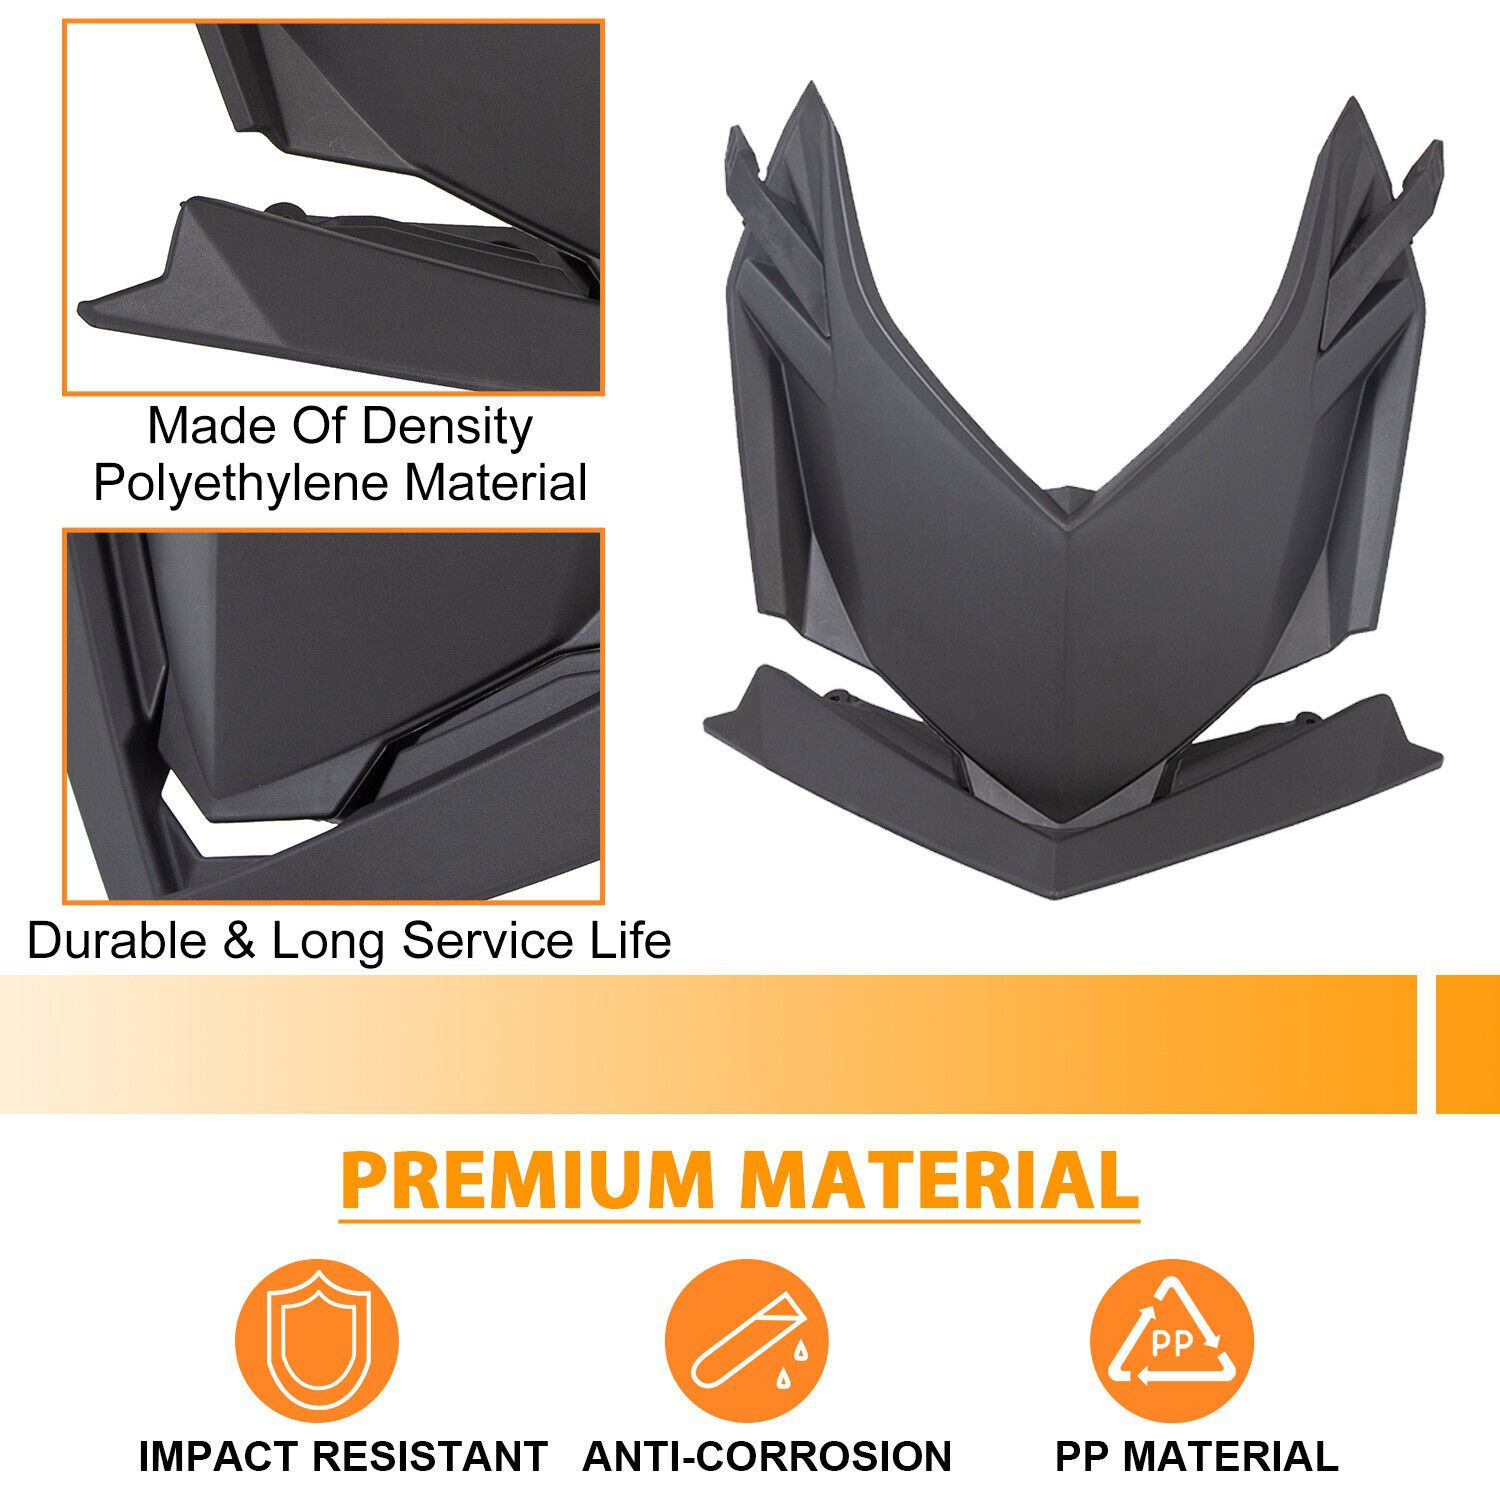 Made Of Density
Polyethylene Material
Durable & Long Service Life
PREMIUM MATERIAL
PP
IMPACT RESISTANT
ANTI-CORROSION
PP MATERIAL